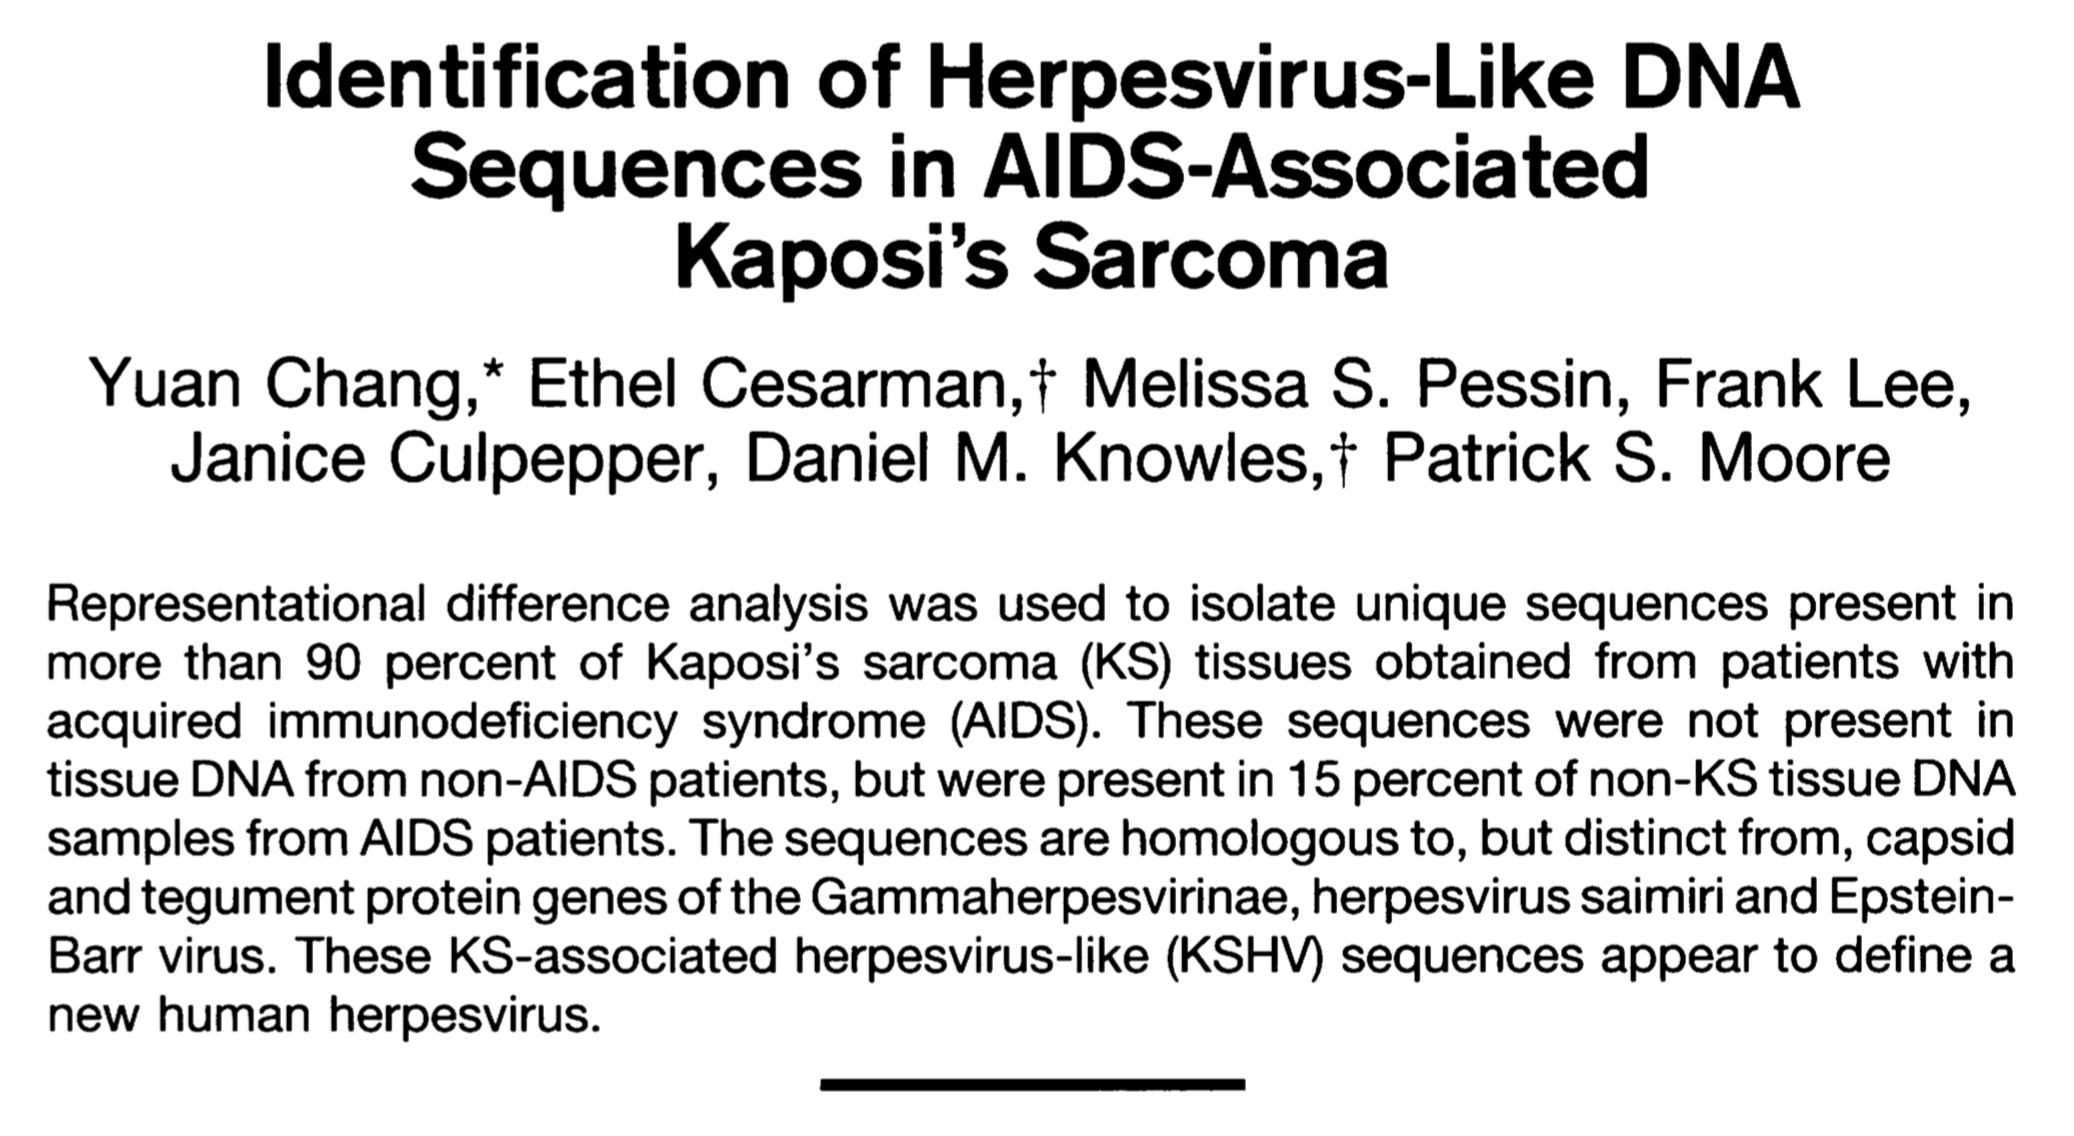 Identification of Herpesvirus-Like DNA
Sequences in AIDS-Associated
Kaposi's Sarcoma
Yuan Chang,* Ethel Cesarman,† Melissa S. Pessin, Frank Lee,
Janice Culpepper, Daniel M. Knowles,† Patrick S. Moore
Representational difference analysis was used to isolate unique sequences present in
more than 90 percent of Kaposi's sarcoma (KS) tissues obtained from patients with
acquired immunodeficiency syndrome (AIDS). These sequences were not present in
tissue DNA from non-AIDS patients, but were present in 15 percent of non-KS tissue DNA
samples from AIDS patients. The sequences are homologous to, but distinct from, capsid
and tegument protein genes of the Gammaherpesvirinae, herpesvirus saimiri and Epstein-
Barr virus. These KS-associated herpesvirus-like (KSHV) sequences appear to define a
new human herpesvirus.